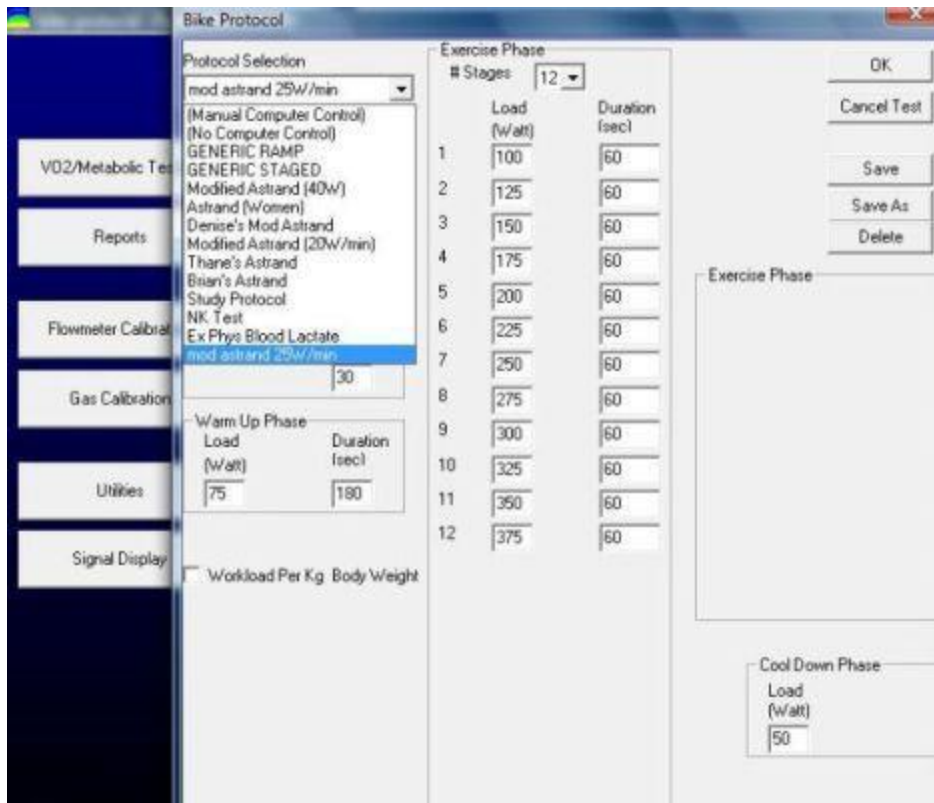 Bike Protocol
VO2/Metabolic Tes
Reports
Flowmeter Calibrat
Gas Calibration
Utilities
Signal Display
Protocol Selection
mod astrand 25W/min
(Manual Computer Control)
(No Computer Control)
GENERIC RAMP
GENERIC STAGED
Modified Astrand (40W)
Astrand (Women)
Denise's Mod Astrand
Modified Astrand (20W/min)
Thane's Astrand
Brian's Astrand
Study Protocol
NK Test
Ex Phys Blood Lactate
mod astrand 25W/min
30
Warm Up Phase
Load Duration
(Watt) (sec)
75 180
Workload Per Kg Body Weight
Exercise Phase
# Stages 12
Load Duration
(Watt) (sec)
1 100 60
2 125 60
3 150 60
4 175 60
5 200 60
6 225 60
7 250 60
8 275 60
9 300 60
10 325 60
11 350 60
12 375 60
OK
Cancel Test
Save
Save As
Delete
Exercise Phase
Cool Down Phase
Load
(Watt)
50